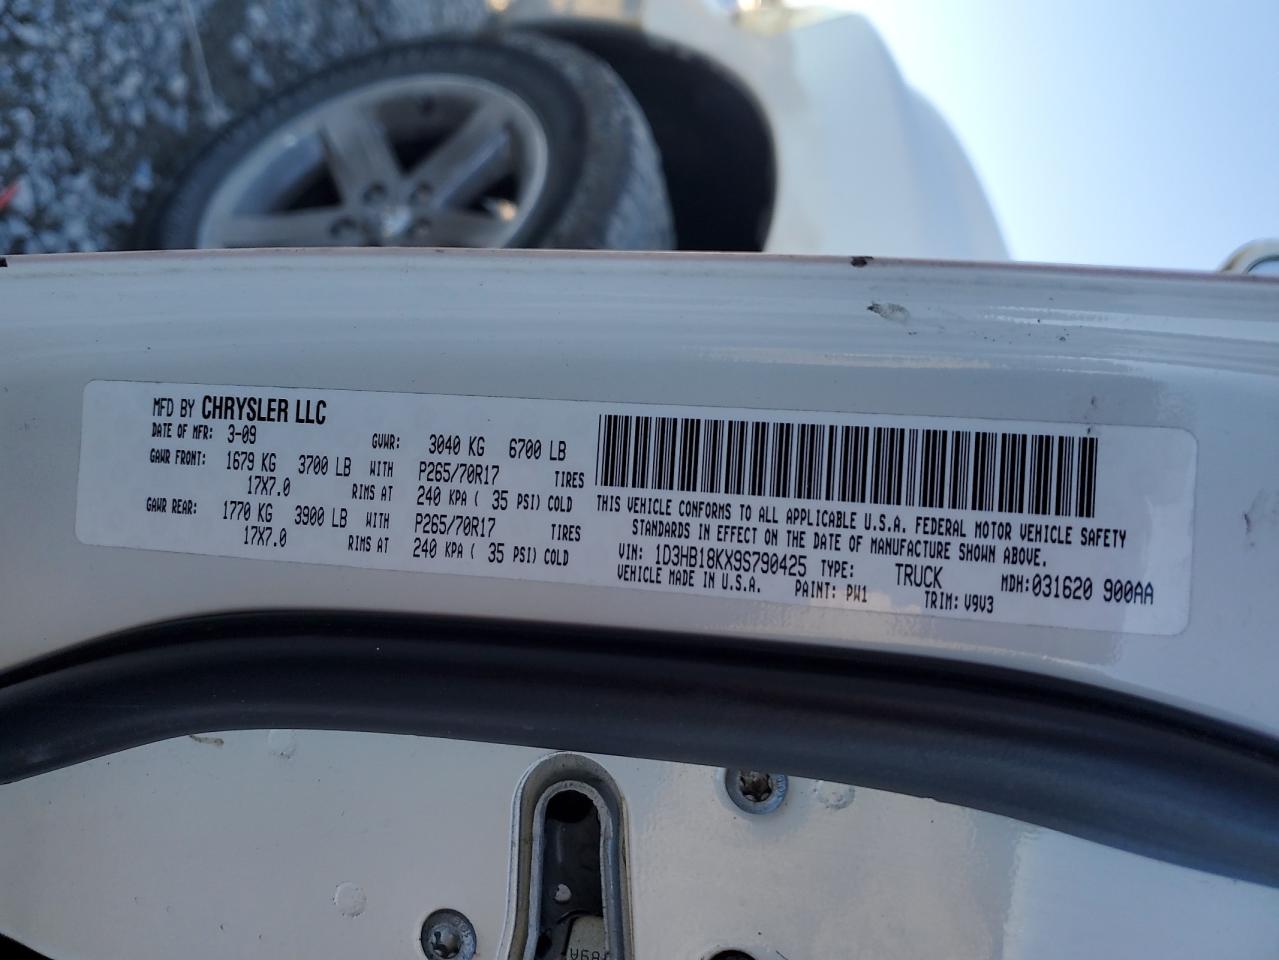 MFD BY CHRYSLER LLC
DATE OF MFR: 3-09 GVWR: 3040 KG 6700 LB
GAWR FRONT: 1679 KG 3700 LB WITH P265/70R17 TIRES
17X7.0 RIMS AT 240 KPA ( 35 PSI) COLD
GAWR REAR: 1770 KG 3900 LB WITH P265/70R17 TIRES
17X7.0 RIMS AT 240 KPA ( 35 PSI) COLD
THIS VEHICLE CONFORMS TO ALL APPLICABLE U.S.A. FEDERAL MOTOR VEHICLE SAFETY
STANDARDS IN EFFECT ON THE DATE OF MANUFACTURE SHOWN ABOVE.
VIN: 1D3HB18KX9S790425 TYPE: TRUCK MDH:031620 900AA
VEHICLE MADE IN U.S.A. PAINT: PW1 TRIM: V9V3